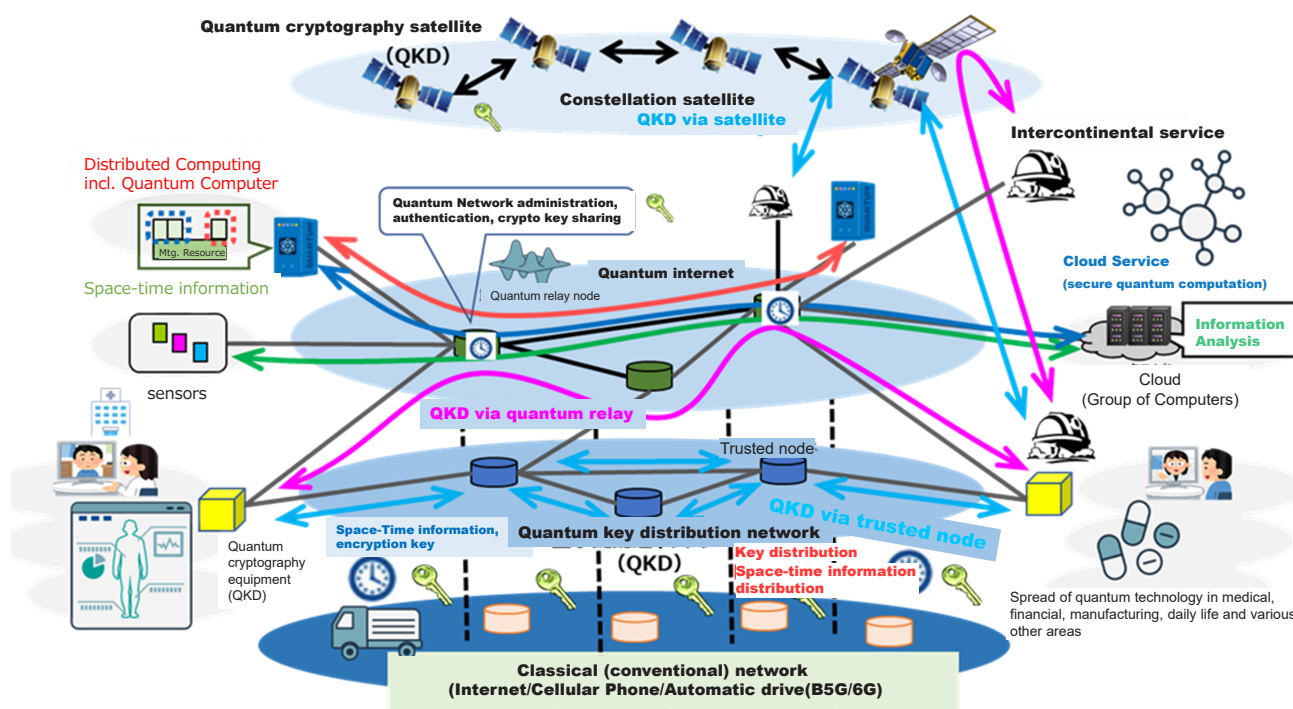 Quantum cryptography satellite
(QKD)
Constellation satellite
QKD via satellite
Intercontinental service
Distributed Computing
incl. Quantum Computer
Mtg. Resource
QUANTUM
Space-time information
Quantum Network administration,
authentication, crypto key sharing
QUANTUM
Quantum internet
Quantum relay node
Cloud Service
(secure quantum computation)
Information
Analysis
sensors
Cloud
(Group of Computers)
QKD via quantum relay
Trusted node
QKD via trusted node
Space-Time information,
encryption key
Quantum key distribution network
(QKD)
Key distribution
Space-time information
distribution
Quantum
cryptography
equipment
(QKD)
Spread of quantum technology in medical,
financial, manufacturing, daily life and various
other areas
Classical (conventional) network
(Internet/Cellular Phone/Automatic drive(B5G/6G)